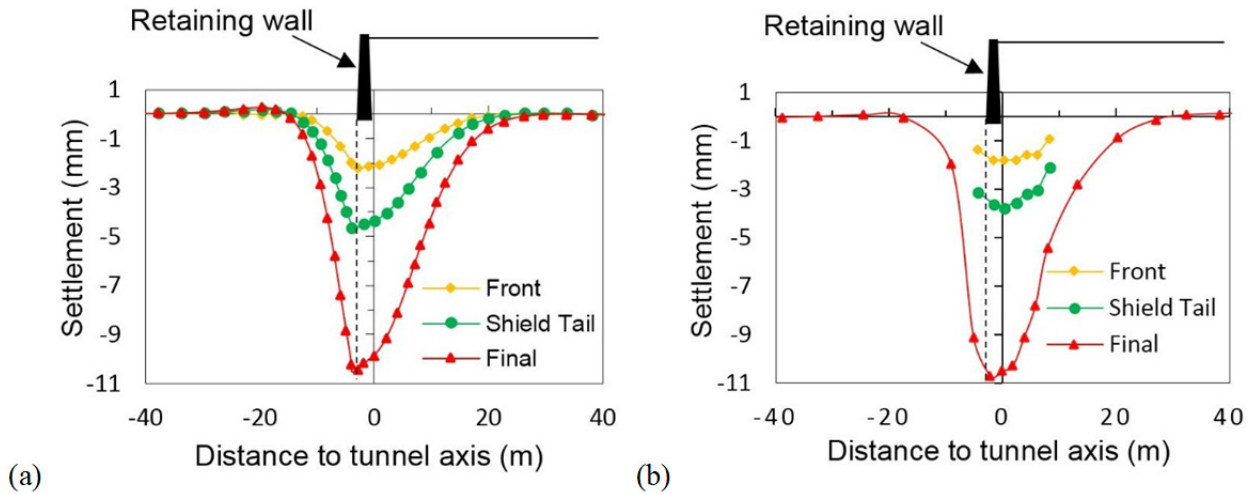 Retaining wall
1
-1
-3
-5
-7
-9
-11
Settlement (mm)
Front
Shield Tail
Final
-40 -20 0 20 40
Distance to tunnel axis (m)
(a)
Retaining wall
1
-1
-3
-5
-7
-9
-11
Settlement (mm)
Front
Shield Tail
Final
-40 -20 0 20 40
Distance to tunnel axis (m)
(b)